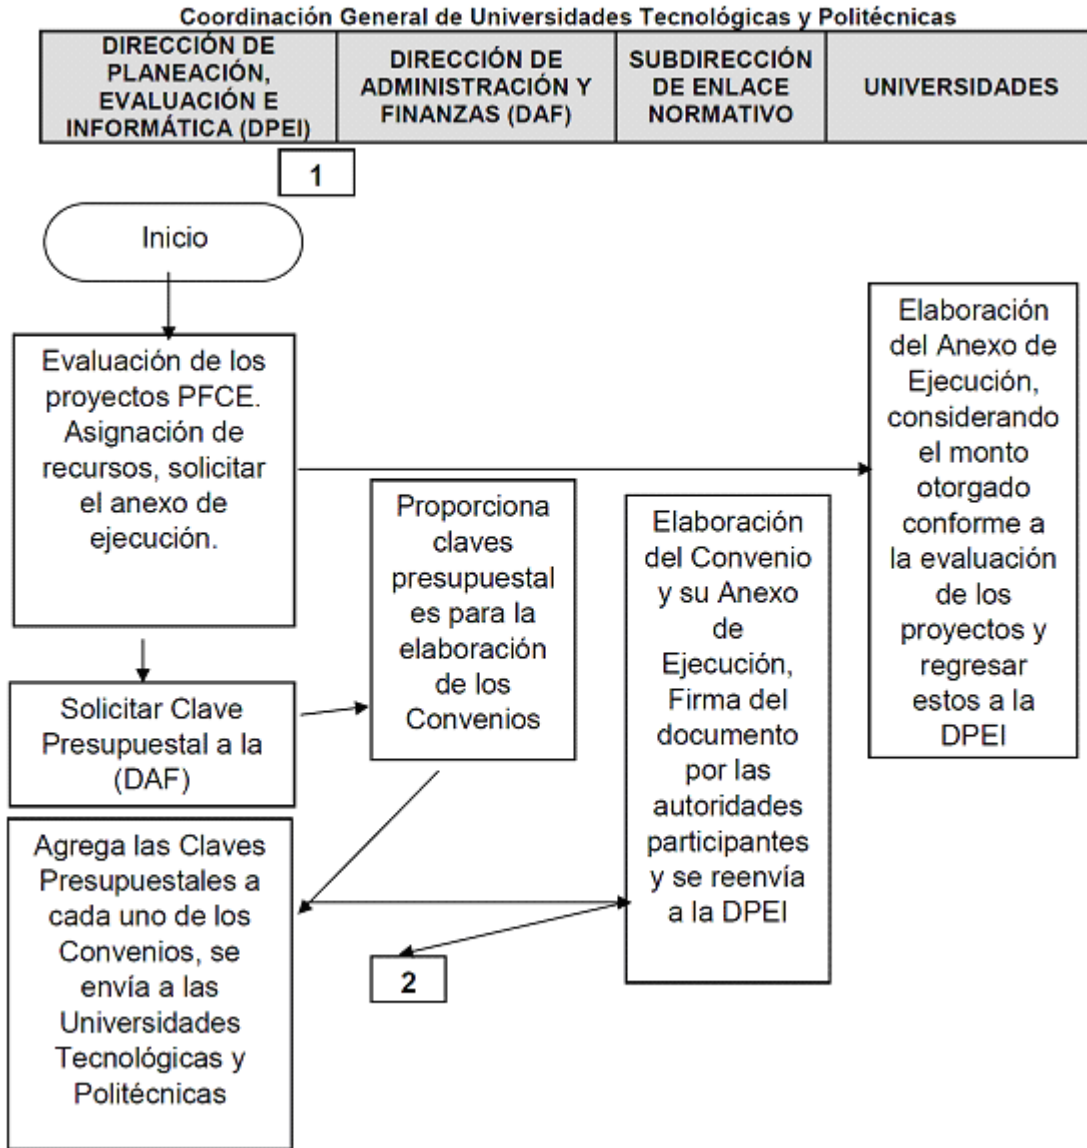 Coordinación General de Universidades Tecnológicas y Politécnicas
DIRECCIÓN DE
PLANEACIÓN,
EVALUACIÓN E
INFORMÁTICA (DPEI)
DIRECCIÓN DE
ADMINISTRACIÓN Y
FINANZAS (DAF)
SUBDIRECCIÓN
DE ENLACE
NORMATIVO
UNIVERSIDADES
1
Inicio
Evaluación de los
proyectos PFCE.
Asignación de
recursos, solicitar
el anexo de
ejecución.
Solicitar Clave
Presupuestal a la
(DAF)
Agrega las Claves
Presupuestales a
cada uno de los
Convenios, se
envía a las
Universidades
Tecnológicas y
Politécnicas
Proporciona
claves
presupuestal
es para la
elaboración
de los
Convenios
2
Elaboración
del Convenio
y su Anexo
de
Ejecución,
Firma del
documento
por las
autoridades
participantes
y se reenvía
a la DPEI
Elaboración
del Anexo de
Ejecución,
considerando
el monto
otorgado
conforme a
la evaluación
de los
proyectos y
regresar
estos a la
DPEI